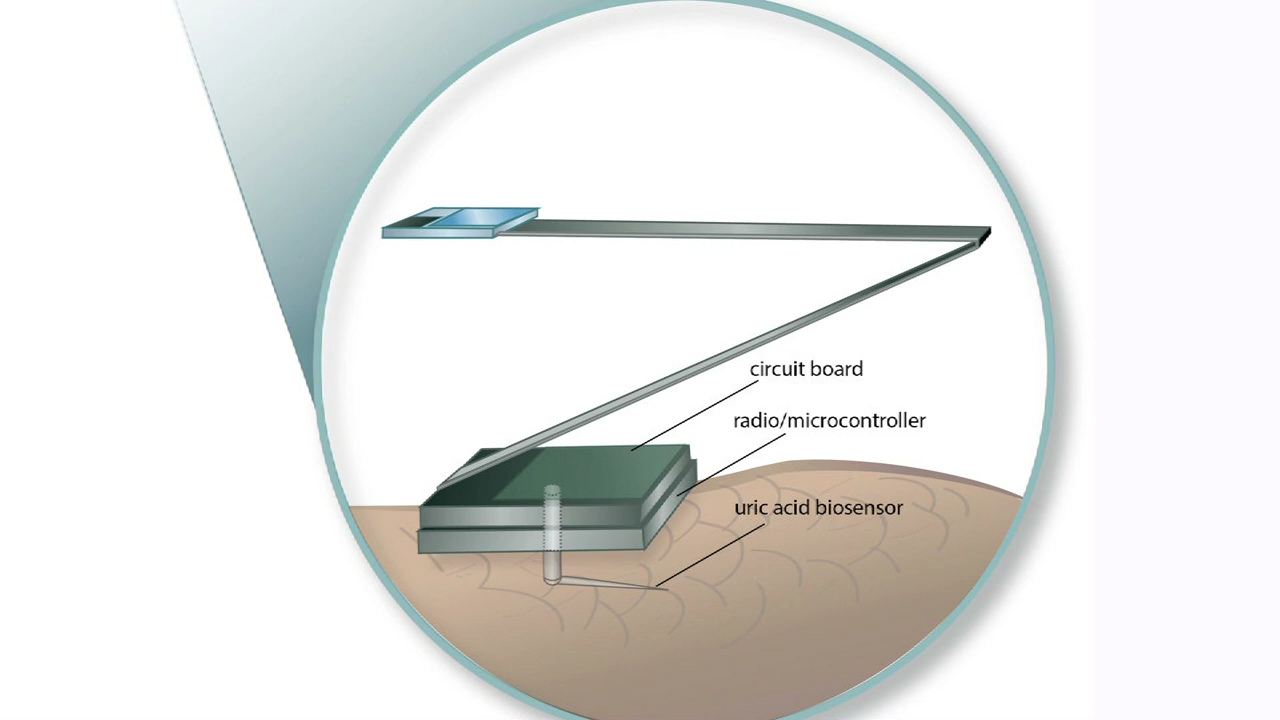 circuit board
radio/microcontroller
uric acid biosensor